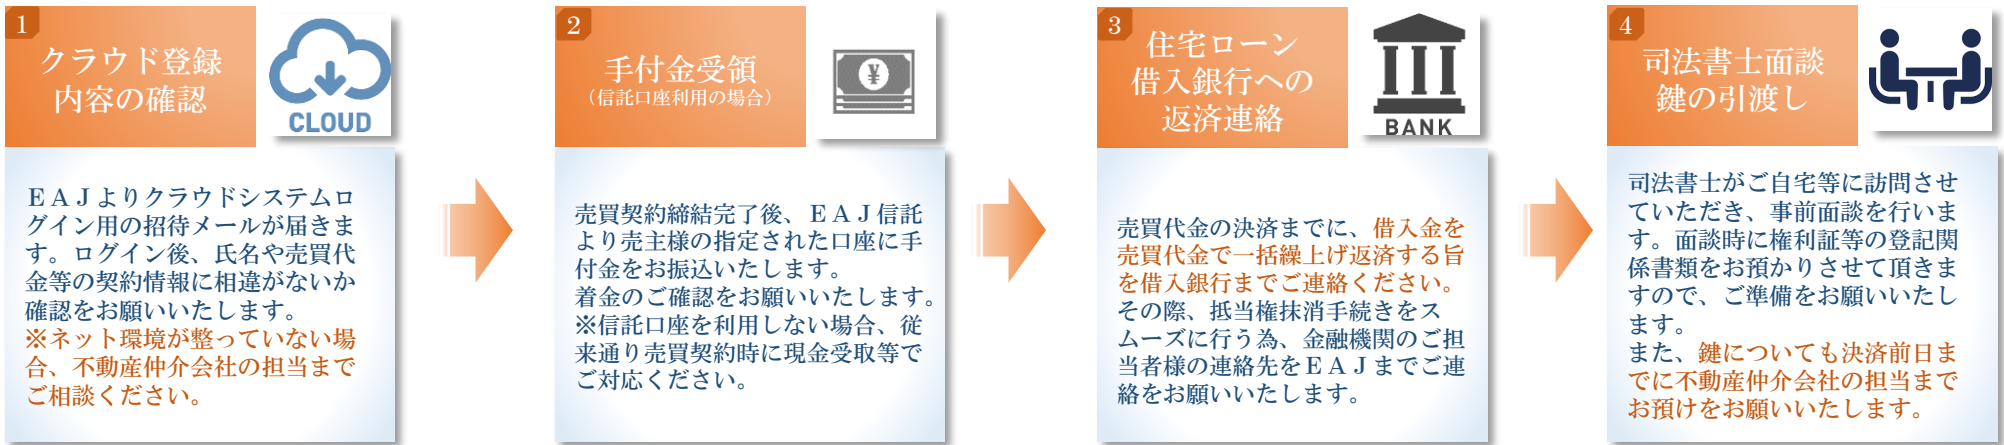 1
クラウド登録
内容の確認
CLOUD
ＥＡＪよりクラウドシステムロ
グイン用の招待メールが届きま
す。ログイン後、氏名や売買代
金等の契約情報に相違がないか
確認をお願いいたします。
※ネット環境が整っていない場
合、不動産仲介会社の担当まで
ご相談ください。
2
手付金受領
（信託口座利用の場合）
¥
売買契約締結完了後、ＥＡＪ信託
より売主様の指定された口座に手
付金をお振込いたします。
着金のご確認をお願いいたします。
※信託口座を利用しない場合、従
来通り売買契約時に現金受取等で
ご対応ください。
3
住宅ローン
借入銀行への
返済連絡
BANK
売買代金の決済までに、借入金を
売買代金で一括繰上げ返済する旨
を借入銀行までご連絡ください。
その際、抵当権抹消手続きをス
ムーズに行う為、金融機関のご担
当者様の連絡先をＥＡＪまでご連
絡をお願いいたします。
4
司法書士面談
鍵の引渡し
司法書士がご自宅等に訪問させ
ていただき、事前面談を行いま
す。面談時に権利証等の登記関
係書類をお預かりさせて頂きま
すので、ご準備をお願いいたし
ます。
また、鍵についても決済前日ま
でに不動産仲介会社の担当まで
お預けをお願いいたします。